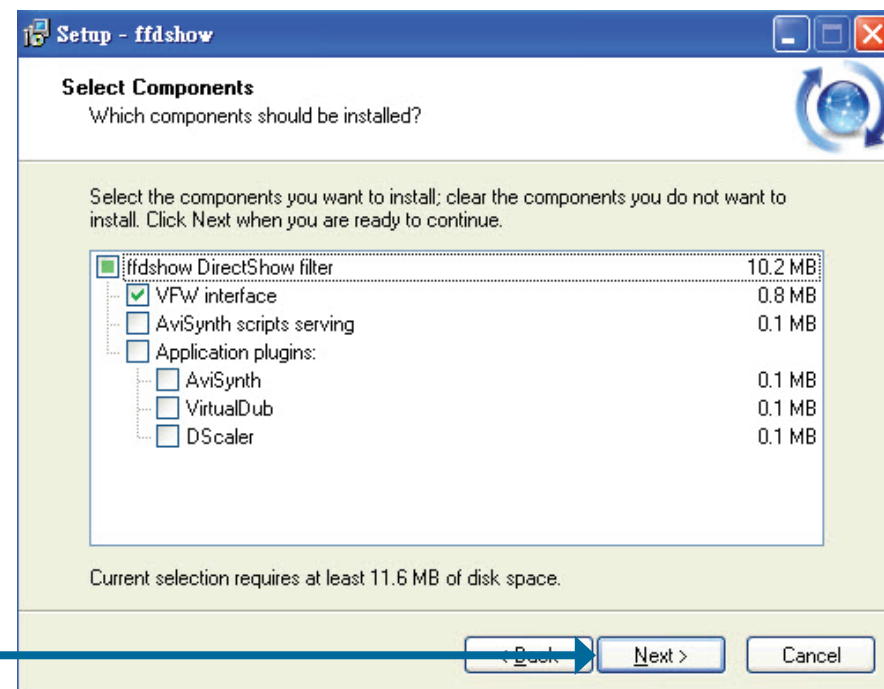 Setup - ffdshow
Select Components
Which components should be installed?
Select the components you want to install; clear the components you do not want to
install. Click Next when you are ready to continue.
ffdshow DirectShow filter 10.2 MB
VFW interface 0.8 MB
AviSynth scripts serving 0.1 MB
Application plugins:
AviSynth 0.1 MB
VirtualDub 0.1 MB
DScaler 0.1 MB
Current selection requires at least 11.6 MB of disk space.
< Back Next > Cancel